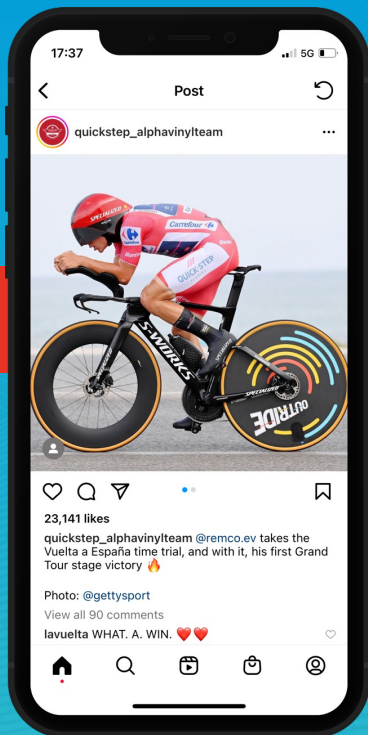 17:37
5G
Post
quickstep_alphavinylteam
SPECIALIZED
Carrefour
QUICK-STEP
S-WORKS
SPECIALIZED
OUTRIDE
23,141 likes
quickstep_alphavinylteam @remco.ev takes the
Vuelta a España time trial, and with it, his first Grand
Tour stage victory 🔥
Photo: @gettysport
View all 90 comments
lavuelta WHAT. A. WIN. ❤️❤️